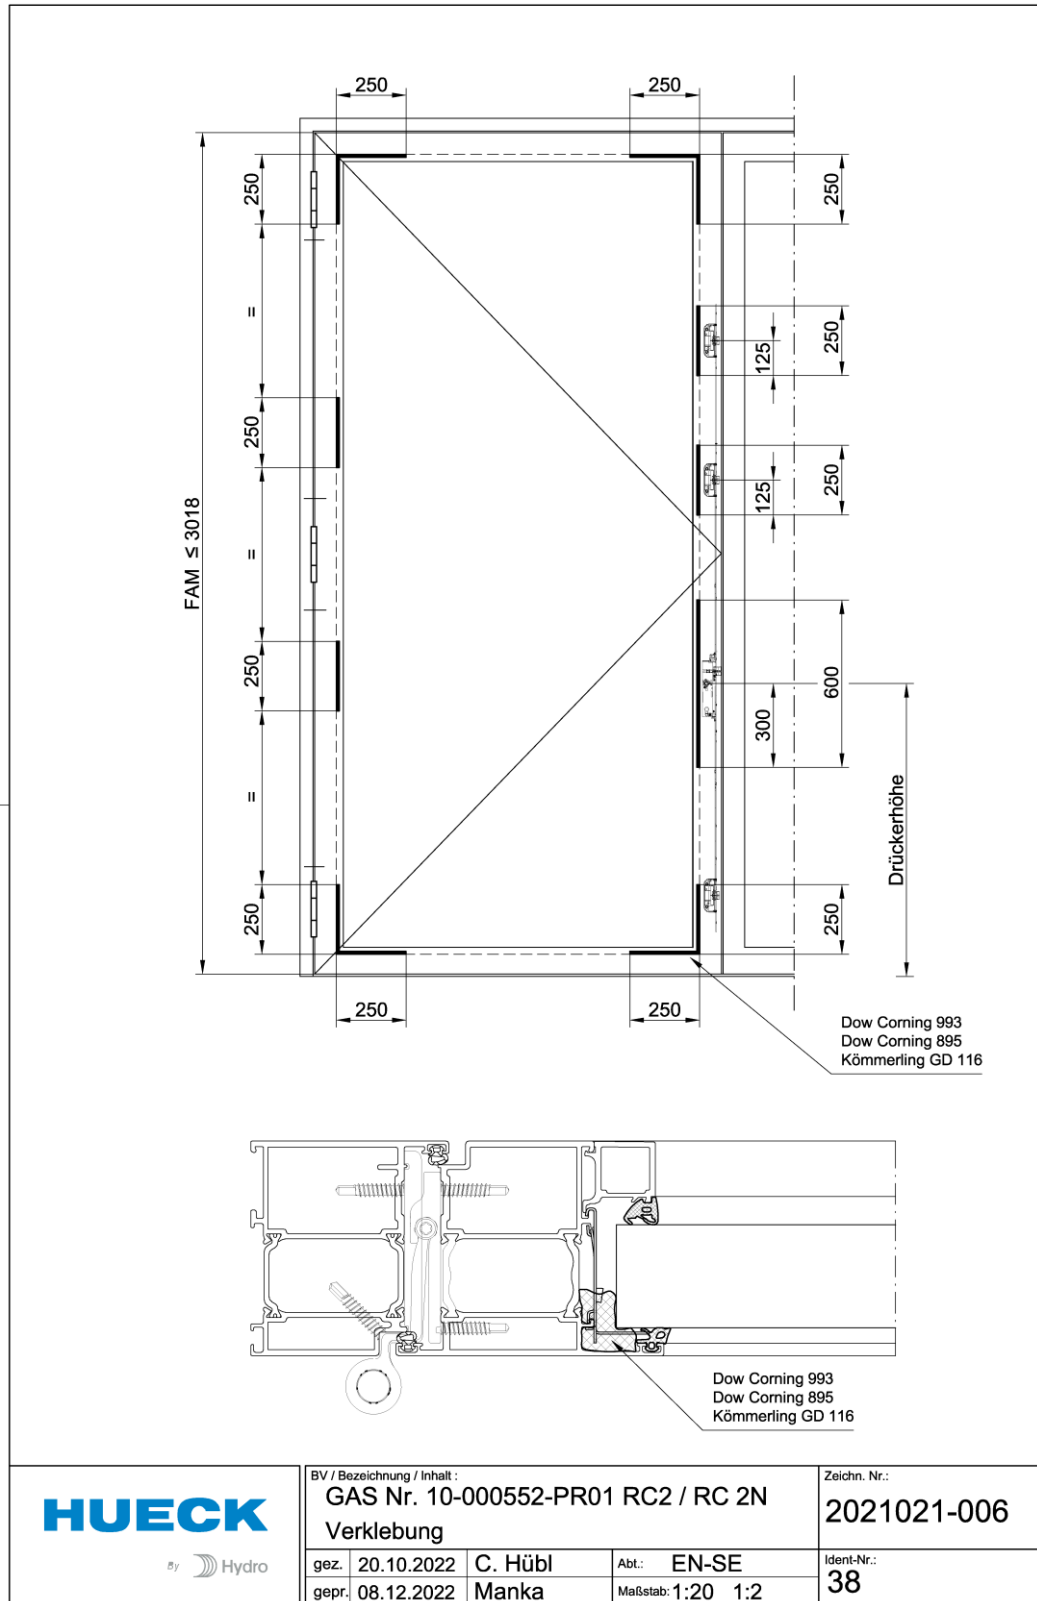 250
250
250
250
=
250
125
250
250
125
FAM ≤ 3018
=
250
600
300
=
Drückerhöhe
250
250
250
250
Dow Corning 993
Dow Corning 895
Kömmerling GD 116
Dow Corning 993
Dow Corning 895
Kömmerling GD 116
HUECK
By Hydro
BV / Bezeichnung / Inhalt :
GAS Nr. 10-000552-PR01 RC2 / RC 2N
Verklebung
Zeichn. Nr.:
2021021-006
gez. 20.10.2022 C. Hübl Abt.: EN-SE
gepr. 08.12.2022 Manka Maßstab: 1:20 1:2
Ident-Nr.:
38